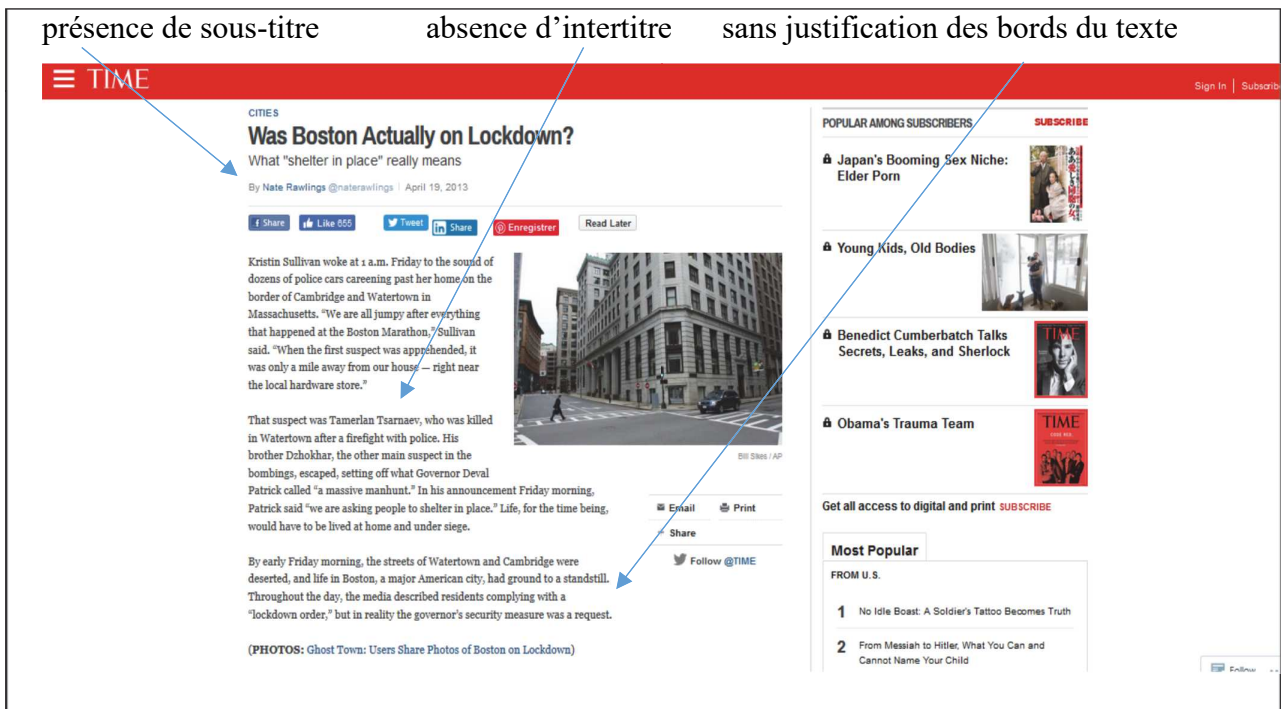 présence de sous-titre absence d’intertitre sans justification des bords du texte
TIME
Sign In | Subscribe
CITIES
Was Boston Actually on Lockdown?
What "shelter in place" really means
By Nate Rawlings @naterawlings | April 19, 2013
Share Like 655 Tweet Share Enregistrer Read Later
Kristin Sullivan woke at 1 a.m. Friday to the sound of
dozens of police cars careening past her home on the
border of Cambridge and Watertown in
Massachusetts. “We are all jumpy after everything
that happened at the Boston Marathon,” Sullivan
said. “When the first suspect was apprehended, it
was only a mile away from our house — right near
the local hardware store.”
That suspect was Tamerlan Tsarnaev, who was killed
in Watertown after a firefight with police. His
brother Dzhokhar, the other main suspect in the
bombings, escaped, setting off what Governor Deval
Patrick called “a massive manhunt.” In his announcement Friday morning,
Patrick said “we are asking people to shelter in place.” Life, for the time being,
would have to be lived at home and under siege.
By early Friday morning, the streets of Watertown and Cambridge were
deserted, and life in Boston, a major American city, had ground to a standstill.
Throughout the day, the media described residents complying with a
“lockdown order,” but in reality the governor’s security measure was a request.
(PHOTOS: Ghost Town: Users Share Photos of Boston on Lockdown)
Bill Sikes / AP
Email Print
Share
Follow @TIME
POPULAR AMONG SUBSCRIBERS SUBSCRIBE
Japan's Booming Sex Niche:
Elder Porn
Young Kids, Old Bodies
Benedict Cumberbatch Talks
Secrets, Leaks, and Sherlock
TIME
Obama's Trauma Team
TIME
Get all access to digital and print SUBSCRIBE
Most Popular
FROM U.S.
1 No Idle Boast: A Soldier's Tattoo Becomes Truth
2 From Messiah to Hitler, What You Can and
Cannot Name Your Child
Follow